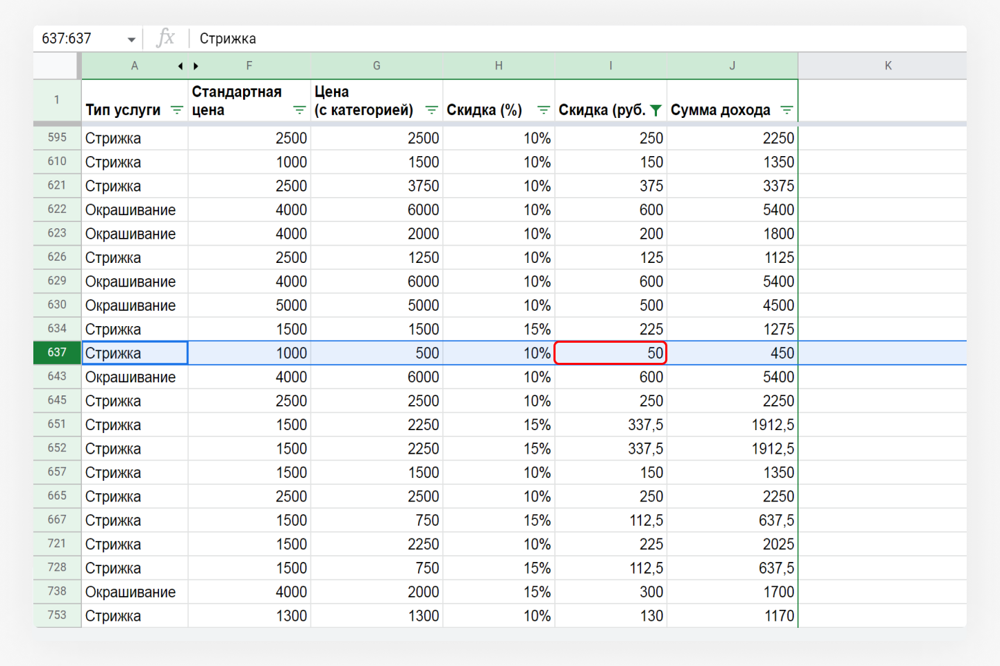 637:637 fx Стрижка
A F G H I J K
1 Тип услуги Стандартная цена Цена (с категорией) Скидка (%) Скидка (руб. Сумма дохода
595 Стрижка 2500 2500 10% 250 2250
610 Стрижка 1000 1500 10% 150 1350
621 Стрижка 2500 3750 10% 375 3375
622 Окрашивание 4000 6000 10% 600 5400
623 Окрашивание 4000 2000 10% 200 1800
626 Стрижка 2500 1250 10% 125 1125
629 Окрашивание 4000 6000 10% 600 5400
630 Окрашивание 5000 5000 10% 500 4500
634 Стрижка 1500 1500 15% 225 1275
637 Стрижка 1000 500 10% 50 450
643 Окрашивание 4000 6000 10% 600 5400
645 Стрижка 2500 2500 10% 250 2250
651 Стрижка 1500 2250 15% 337,5 1912,5
652 Стрижка 1500 2250 15% 337,5 1912,5
657 Стрижка 1500 1500 10% 150 1350
665 Стрижка 2500 2500 10% 250 2250
667 Стрижка 1500 750 15% 112,5 637,5
721 Стрижка 1500 2250 10% 225 2025
728 Стрижка 1500 750 15% 112,5 637,5
738 Окрашивание 4000 2000 15% 300 1700
753 Стрижка 1300 1300 10% 130 1170